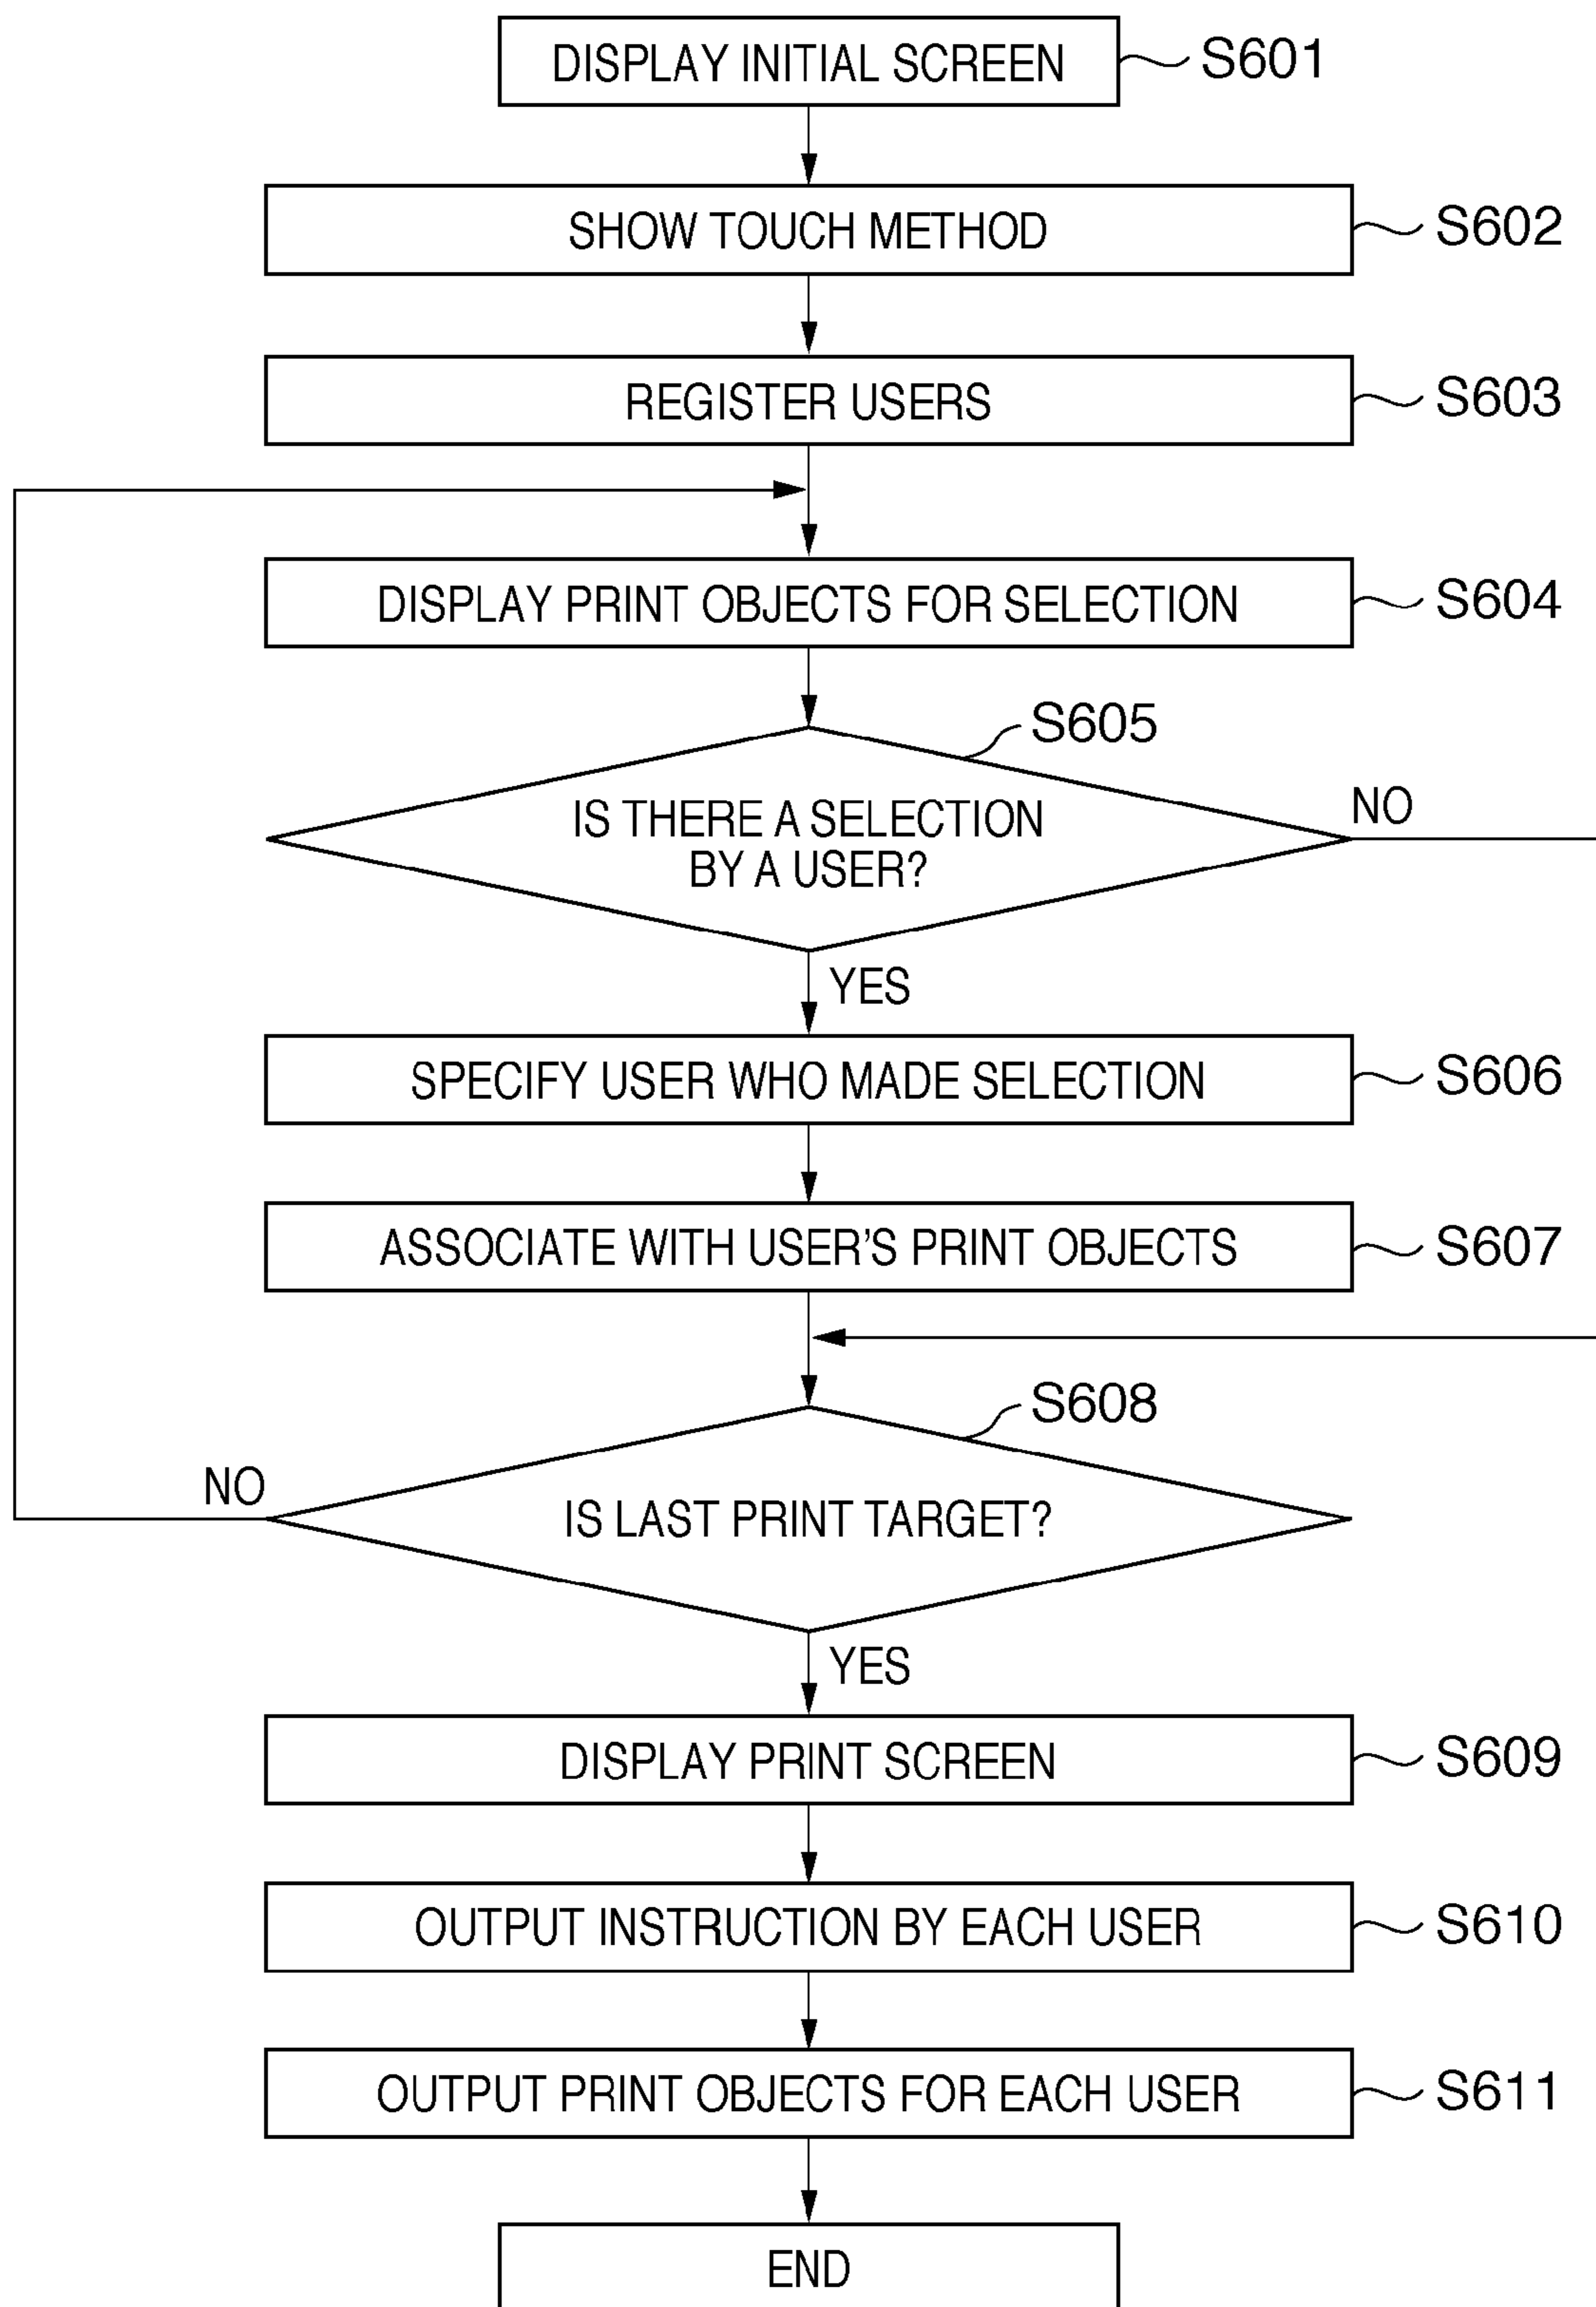 DISPLAY INITIAL SCREEN
S601
SHOW TOUCH METHOD
S602
REGISTER USERS
S603
DISPLAY PRINT OBJECTS FOR SELECTION
S604
S605
IS THERE A SELECTION
BY A USER?
NO
YES
SPECIFY USER WHO MADE SELECTION
S606
ASSOCIATE WITH USER'S PRINT OBJECTS
S607
S608
NO
IS LAST PRINT TARGET?
YES
DISPLAY PRINT SCREEN
S609
OUTPUT INSTRUCTION BY EACH USER
S610
OUTPUT PRINT OBJECTS FOR EACH USER
S611
END